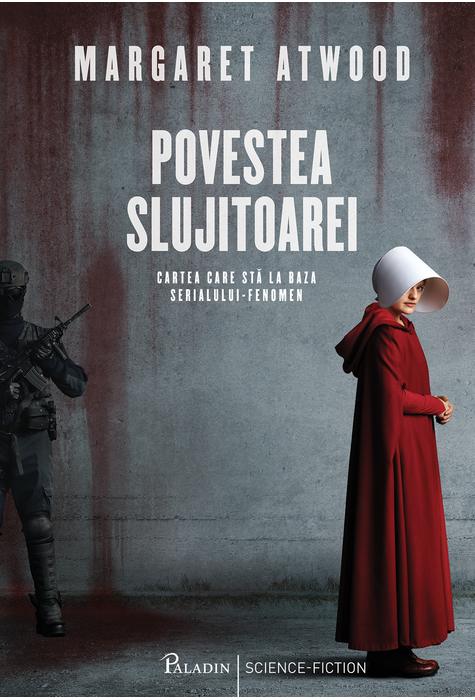 MARGARET ATWOOD
POVESTEA
SLUJITOAREI
CARTEA CARE STĂ LA BAZA
SERIALULUI-FENOMEN
PALADIN | SCIENCE-FICTION